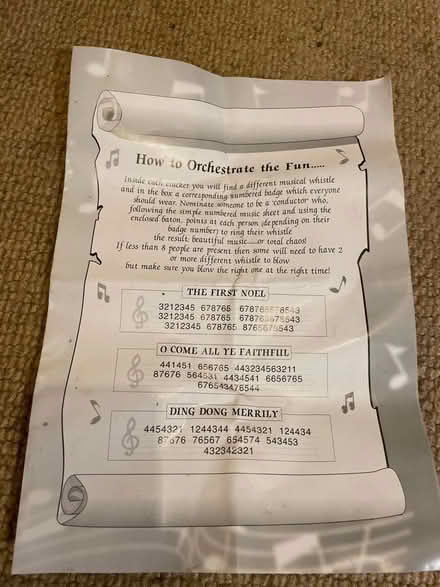 How to Orchestrate the Fun.....
Inside each cracker you will find a different musical whistle
and in the box a corresponding numbered badge which everyone
should wear. Nominate someone to be a 'conductor' who,
following the simple numbered music sheet and using the
enclosed baton, points at each person (depending on their
badge number) to ring their whistle
the result: beautiful music.....or total chaos!
If less than 8 people are present then some will need to have 2
or more different whistle to blow
but make sure you blow the right one at the right time!
THE FIRST NOEL
3212345 678765 678765678543
3212345 678765 678765678543
3212345 678765 8765678543
O COME ALL YE FAITHFUL
441451 656765 443234563211
87676 4434541 6656765
676543476544
DING DONG MERRILY
4454321 1244344 4454321 124434
87676 76567 654574 543453
432342321